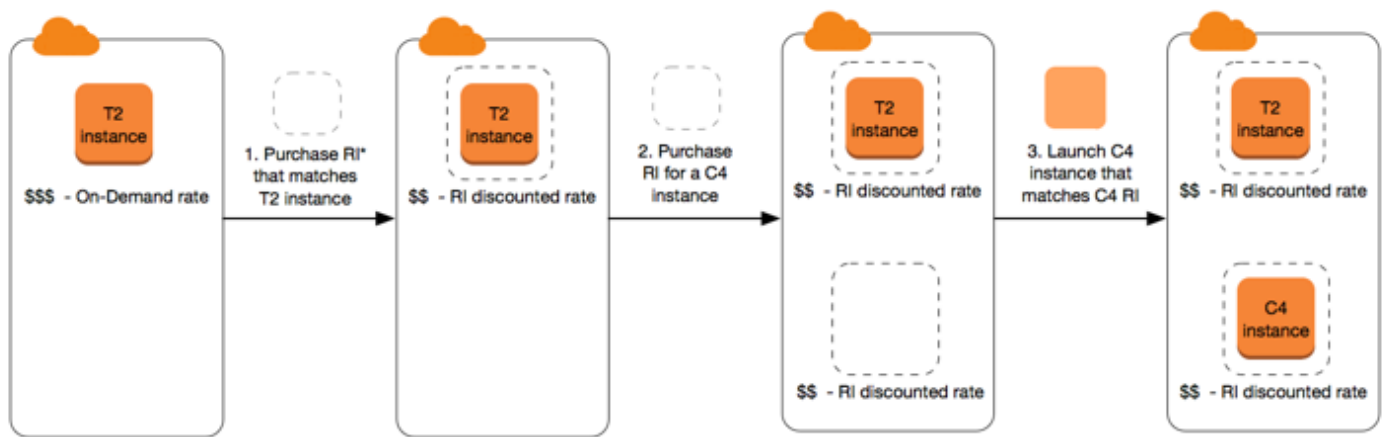 T2
instance
$$$ - On-Demand rate
1. Purchase RI*
that matches
T2 instance
T2
instance
$$ - RI discounted rate
2. Purchase
RI for a C4
instance
T2
instance
$$ - RI discounted rate
$$ - RI discounted rate
3. Launch C4
instance that
matches C4 RI
T2
instance
$$ - RI discounted rate
C4
instance
$$ - RI discounted rate